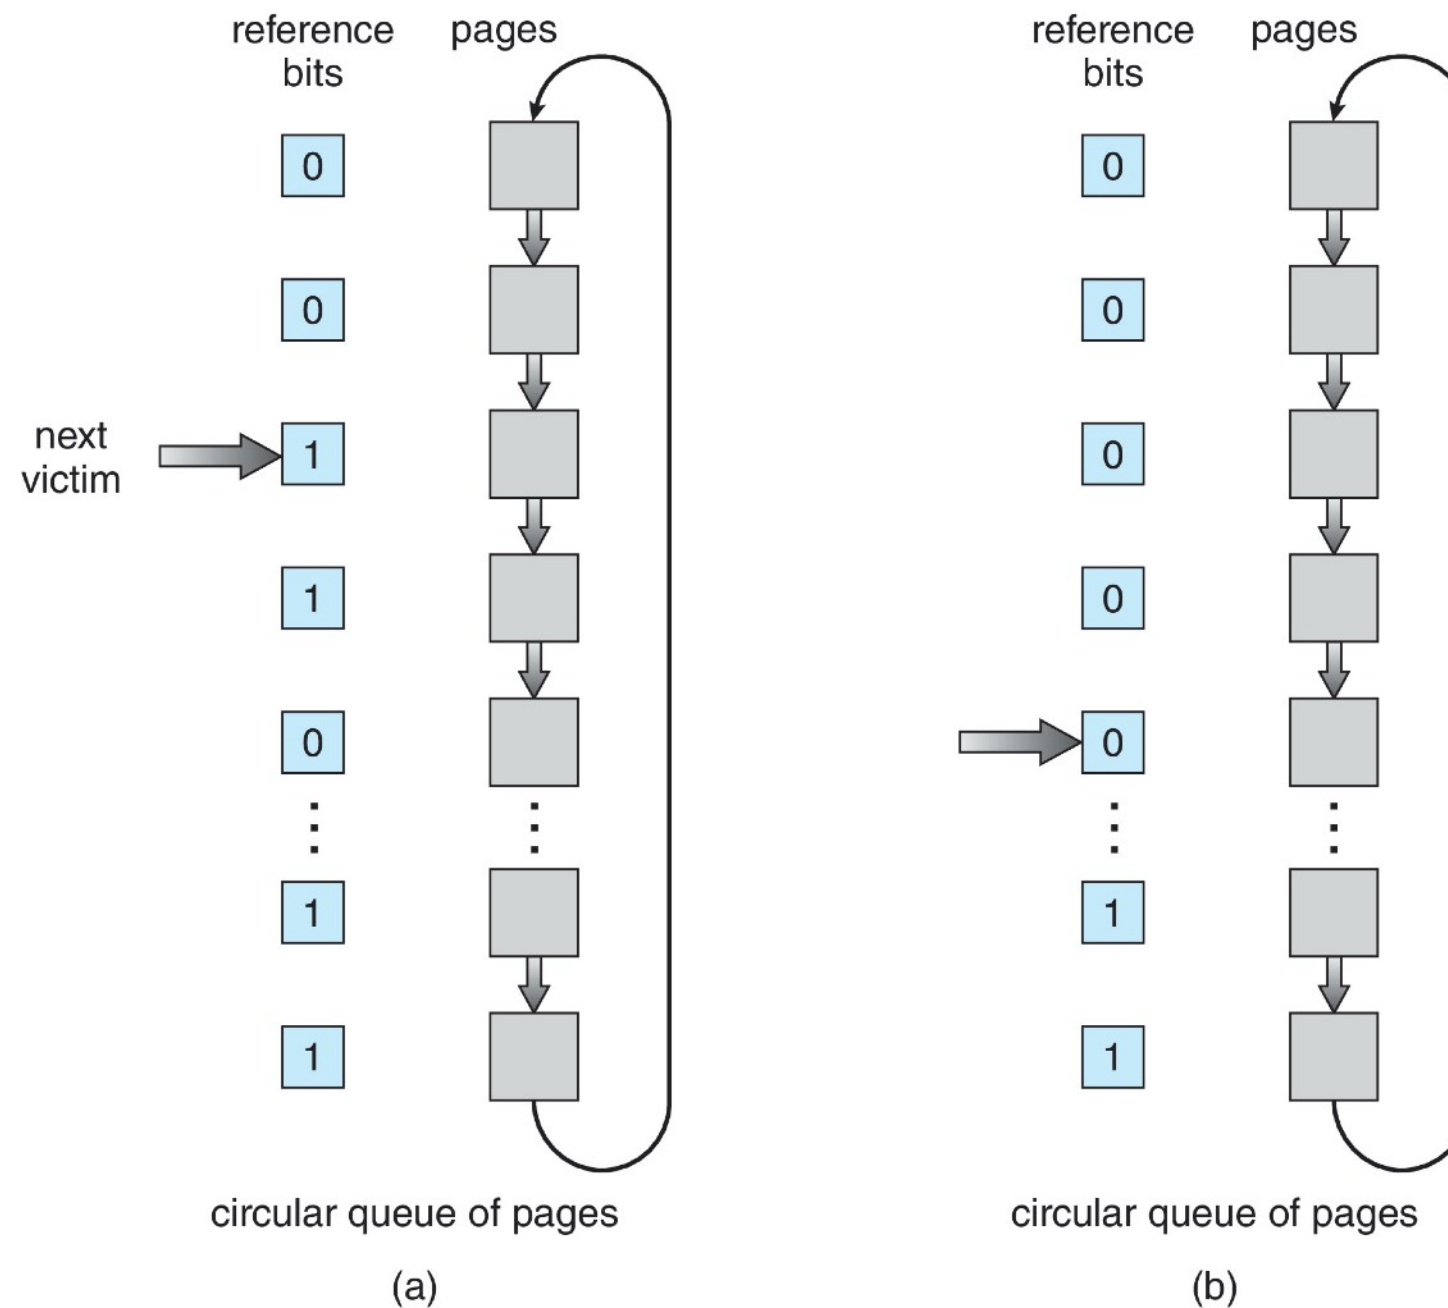 reference
bits
pages
0
0
next
victim
1
1
0
1
1
circular queue of pages
(a)
reference
bits
pages
0
0
0
0
0
1
1
circular queue of pages
(b)